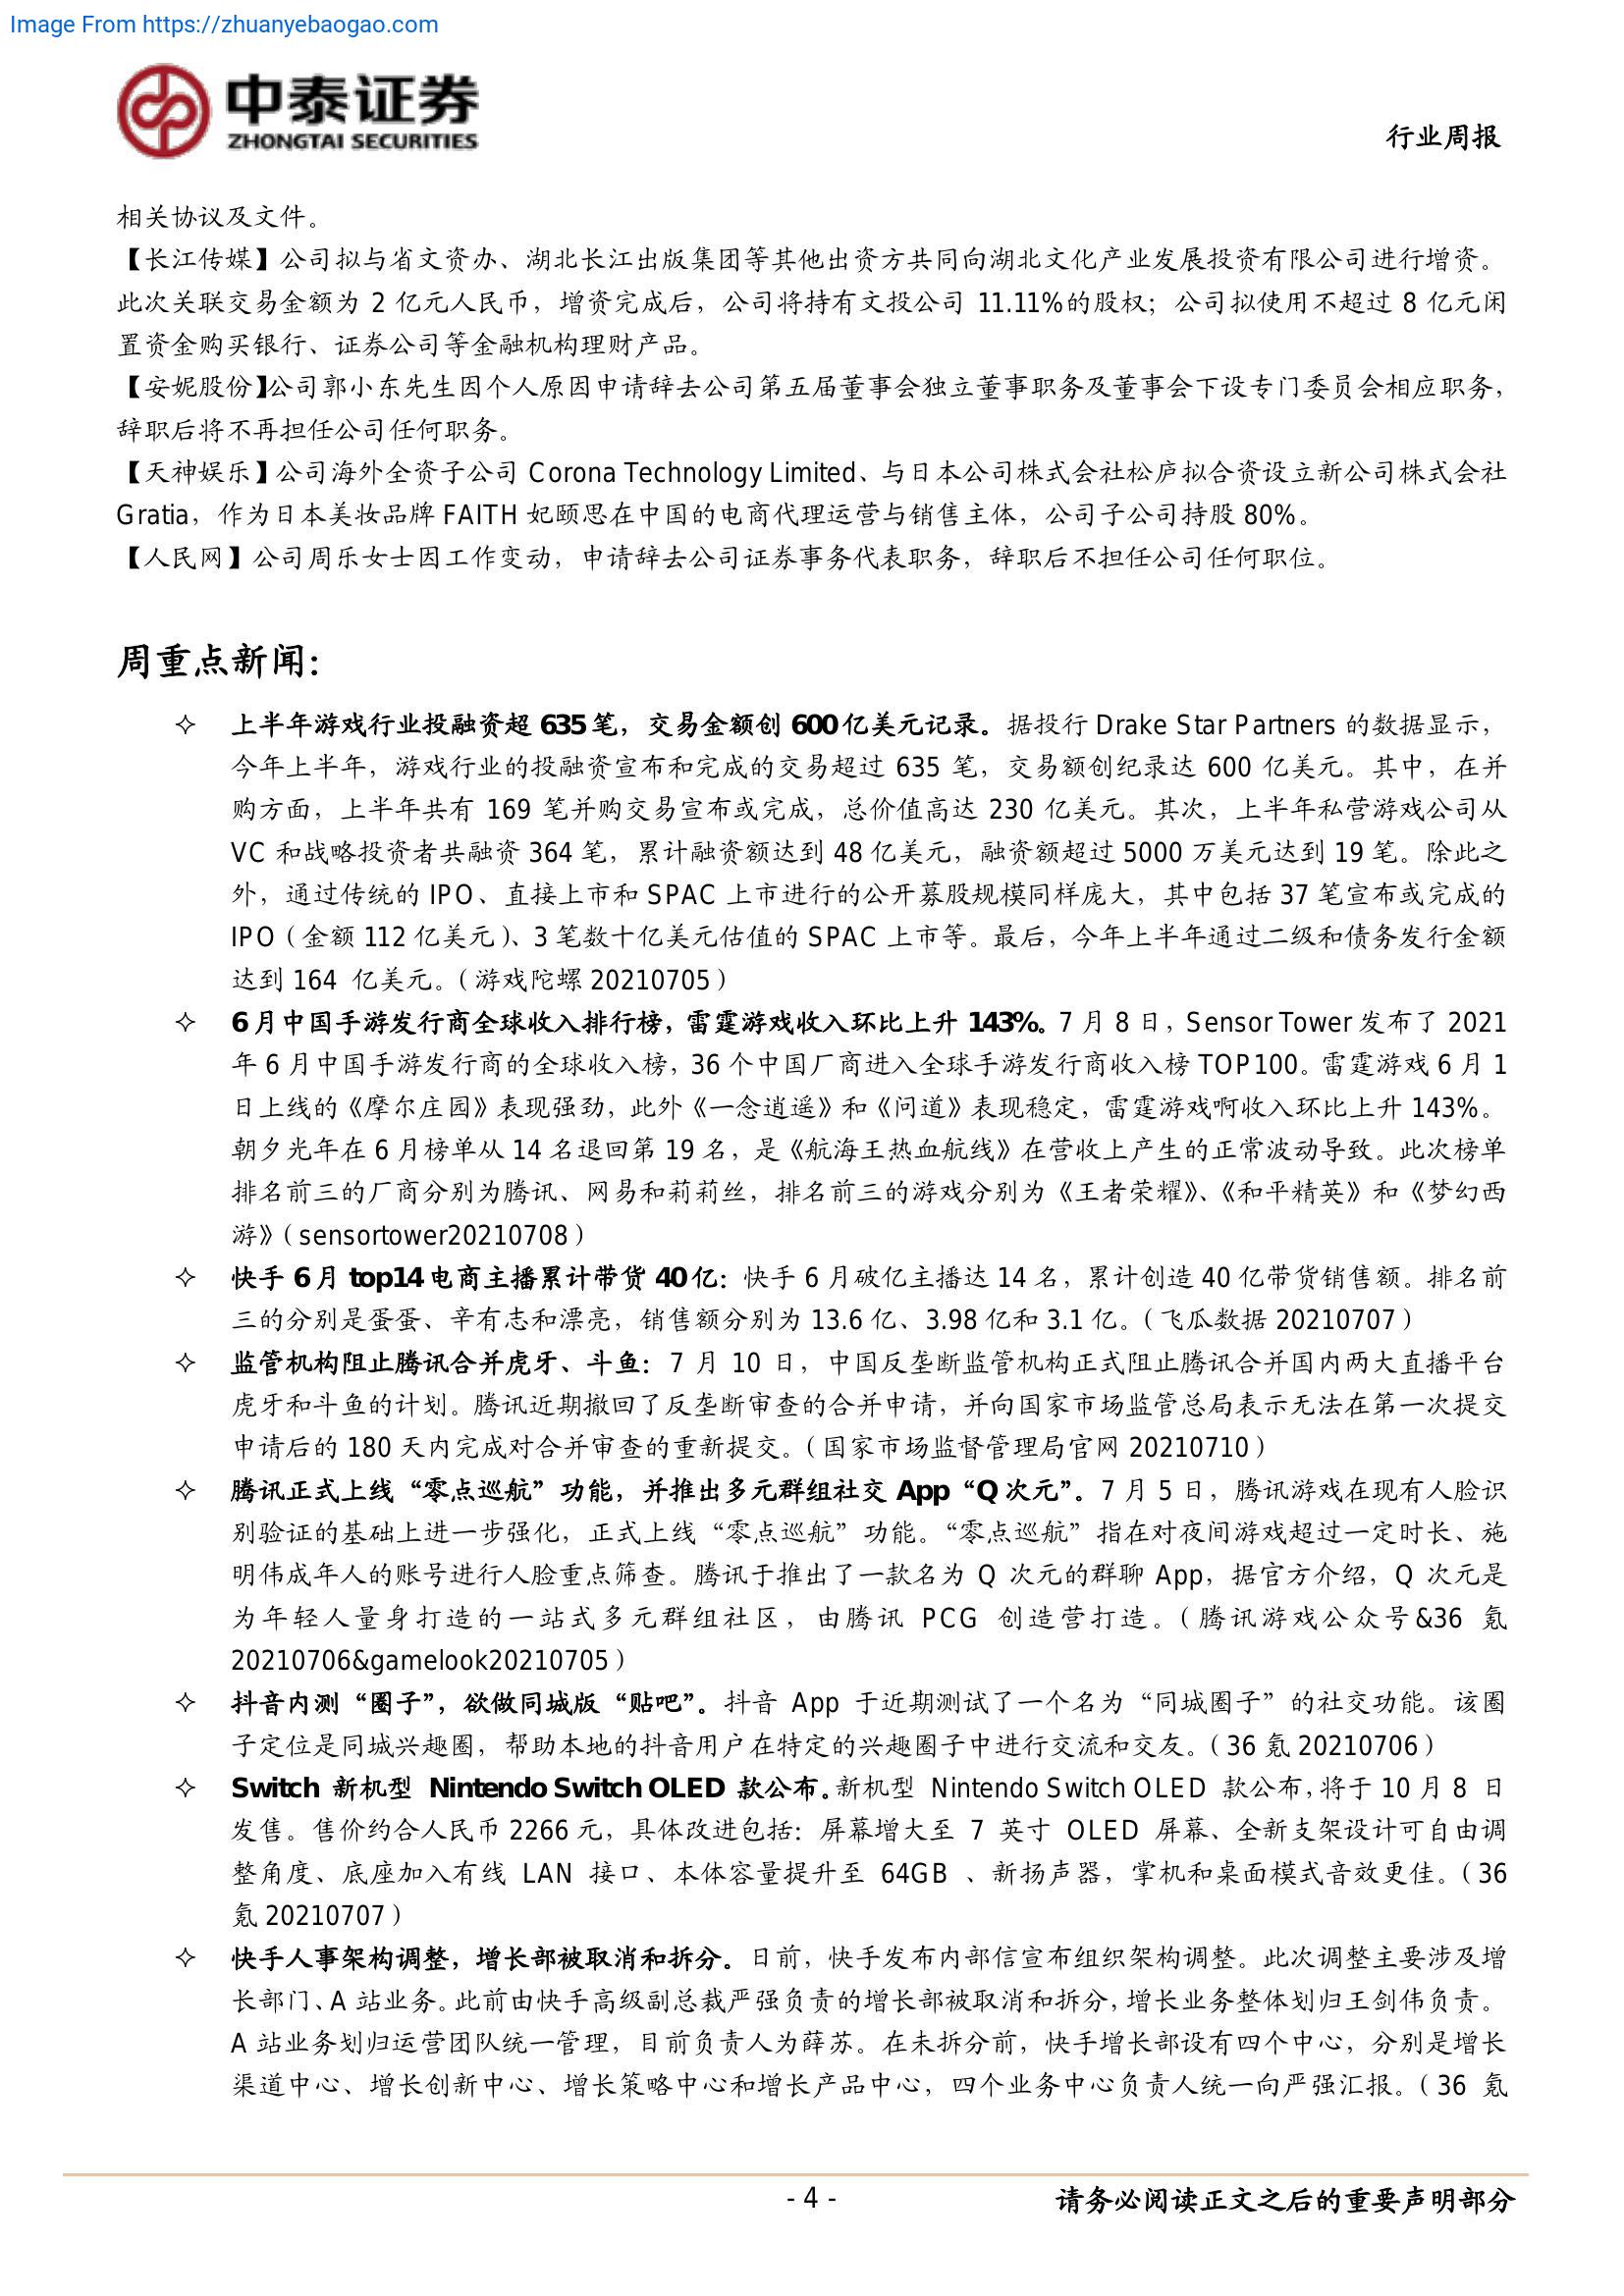 Image From https://zhuanyebaogao.com
中泰证券
ZHONGTAI SECURITIES
行业周报
相关协议及文件。
【长江传媒】公司拟与省文资办、湖北长江出版集团等其他出资方共同向湖北文化产业发展投资有限公司进行增资。
此次关联交易金额为 2 亿元人民币，增资完成后，公司将持有文投公司 11.11%的股权；公司拟使用不超过 8 亿元闲
置资金购买银行、证券公司等金融机构理财产品。
【安妮股份】公司郭小东先生因个人原因申请辞去公司第五届董事会独立董事职务及董事会下设专门委员会相应职务，
辞职后将不再担任公司任何职务。
【天神娱乐】公司海外全资子公司 Corona Technology Limited、与日本公司株式会社松庐拟合资设立新公司株式会社
Gratia，作为日本美妆品牌 FAITH 妃颐思在中国的电商代理运营与销售主体，公司子公司持股 80%。
【人民网】公司周乐女士因工作变动，申请辞去公司证券事务代表职务，辞职后不担任公司任何职位。
周重点新闻：
✧ 上半年游戏行业投融资超 635 笔，交易金额创 600 亿美元记录。据投行 Drake Star Partners 的数据显示，
今年上半年，游戏行业的投融资宣布和完成的交易超过 635 笔，交易额创纪录达 600 亿美元。其中，在并
购方面，上半年共有 169 笔并购交易宣布或完成，总价值高达 230 亿美元。其次，上半年私营游戏公司从
VC 和战略投资者共融资 364 笔，累计融资额达到 48 亿美元，融资额超过 5000 万美元达到 19 笔。除此之
外，通过传统的 IPO、直接上市和 SPAC 上市进行的公开募股规模同样庞大，其中包括 37 笔宣布或完成的
IPO（金额 112 亿美元）、3 笔数十亿美元估值的 SPAC 上市等。最后，今年上半年通过二级和债务发行金额
达到 164 亿美元。（游戏陀螺 20210705）
✧ 6 月中国手游发行商全球收入排行榜，雷霆游戏收入环比上升 143%。7 月 8 日，Sensor Tower 发布了 2021
年 6 月中国手游发行商的全球收入榜，36 个中国厂商进入全球手游发行商收入榜 TOP100。雷霆游戏 6 月 1
日上线的《摩尔庄园》表现强劲，此外《一念逍遥》和《问道》表现稳定，雷霆游戏啊收入环比上升 143%。
朝夕光年在 6 月榜单从 14 名退回第 19 名，是《航海王热血航线》在营收上产生的正常波动导致。此次榜单
排名前三的厂商分别为腾讯、网易和莉莉丝，排名前三的游戏分别为《王者荣耀》、《和平精英》和《梦幻西
游》（sensortower20210708）
✧ 快手 6 月 top14 电商主播累计带货 40 亿：快手 6 月破亿主播达 14 名，累计创造 40 亿带货销售额。排名前
三的分别是蛋蛋、辛有志和漂亮，销售额分别为 13.6 亿、3.98 亿和 3.1 亿。（飞瓜数据 20210707）
✧ 监管机构阻止腾讯合并虎牙、斗鱼：7 月 10 日，中国反垄断监管机构正式阻止腾讯合并国内两大直播平台
虎牙和斗鱼的计划。腾讯近期撤回了反垄断审查的合并申请，并向国家市场监管总局表示无法在第一次提交
申请后的 180 天内完成对合并审查的重新提交。（国家市场监督管理局官网 20210710）
✧ 腾讯正式上线“零点巡航”功能，并推出多元群组社交 App“Q 次元”。7 月 5 日，腾讯游戏在现有人脸识
别验证的基础上进一步强化，正式上线“零点巡航”功能。“零点巡航”指在对夜间游戏超过一定时长、施
明伟成年人的账号进行人脸重点筛查。腾讯于推出了一款名为 Q 次元的群聊 App，据官方介绍，Q 次元是
为年轻人量身打造的一站式多元群组社区，由腾讯 PCG 创造营打造。（腾讯游戏公众号&36 氪
20210706&gamelook20210705）
✧ 抖音内测“圈子”，欲做同城版“贴吧”。抖音 App 于近期测试了一个名为“同城圈子”的社交功能。该圈
子定位是同城兴趣圈，帮助本地的抖音用户在特定的兴趣圈子中进行交流和交友。（36 氪 20210706）
✧ Switch 新机型 Nintendo Switch OLED 款公布。新机型 Nintendo Switch OLED 款公布，将于 10 月 8 日
发售。售价约合人民币 2266 元，具体改进包括：屏幕增大至 7 英寸 OLED 屏幕、全新支架设计可自由调
整角度、底座加入有线 LAN 接口、本体容量提升至 64GB 、新扬声器，掌机和桌面模式音效更佳。（36
氪 20210707）
✧ 快手人事架构调整，增长部被取消和拆分。日前，快手发布内部信宣布组织架构调整。此次调整主要涉及增
长部门、A 站业务。此前由快手高级副总裁严强负责的增长部被取消和拆分，增长业务整体划归王剑伟负责。
A 站业务划归运营团队统一管理，目前负责人为薛苏。在未拆分前，快手增长部设有四个中心，分别是增长
渠道中心、增长创新中心、增长策略中心和增长产品中心，四个业务中心负责人统一向严强汇报。（36 氪
- 4 -
请务必阅读正文之后的重要声明部分